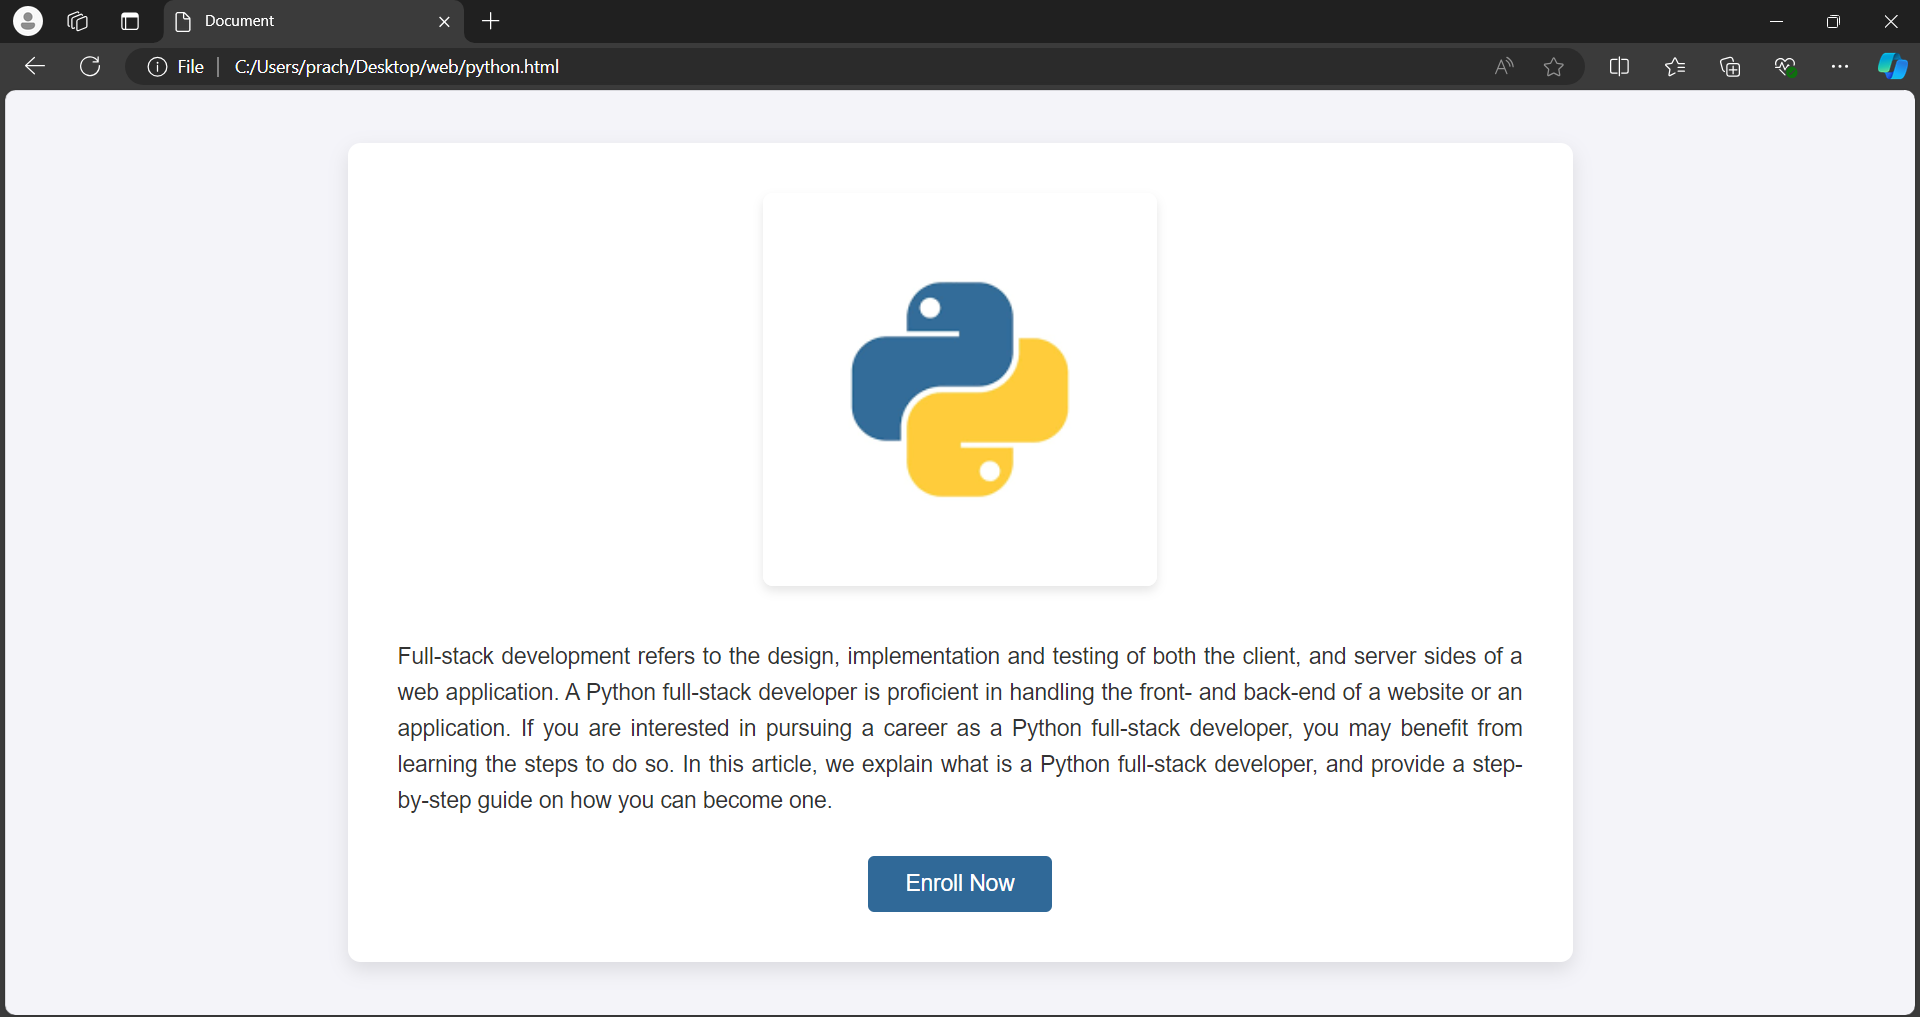 Document
File
C:/Users/prach/Desktop/web/python.html
Full-stack development refers to the design, implementation and testing of both the client, and server sides of a
web application. A Python full-stack developer is proficient in handling the front- and back-end of a website or an
application. If you are interested in pursuing a career as a Python full-stack developer, you may benefit from
learning the steps to do so. In this article, we explain what is a Python full-stack developer, and provide a step-
by-step guide on how you can become one.
Enroll Now